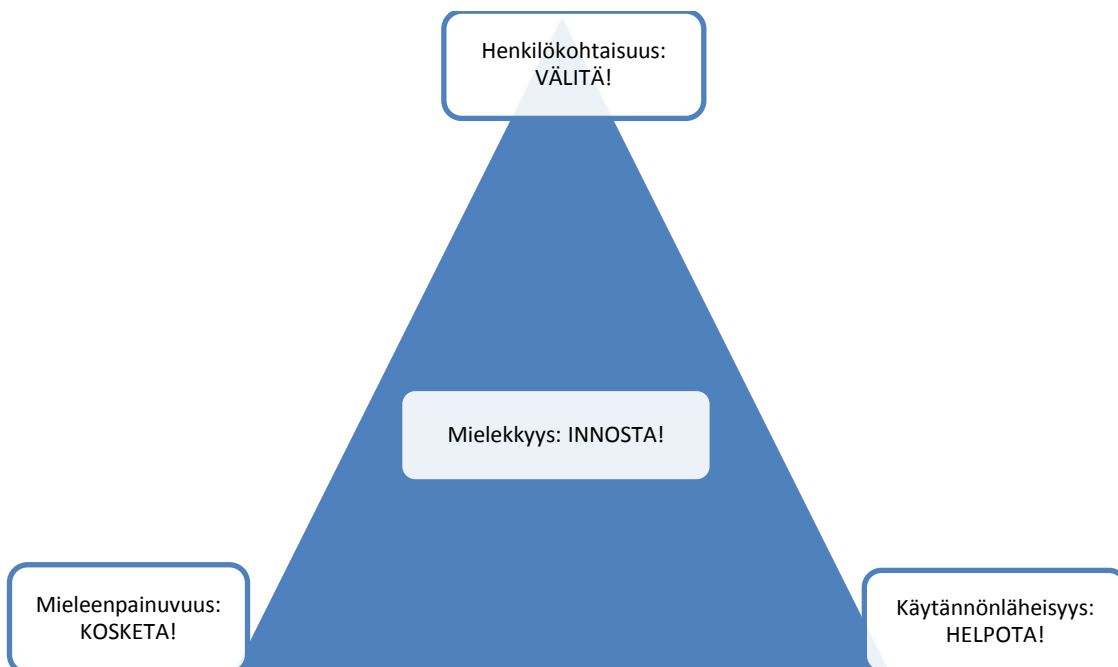 Henkilökohtaisuus:
VÄLITÄ!
Mielekkyys: INNOSTA!
Mieleenpainuvuus:
KOSKETA!
Käytännönläheisyys:
HELPOTA!